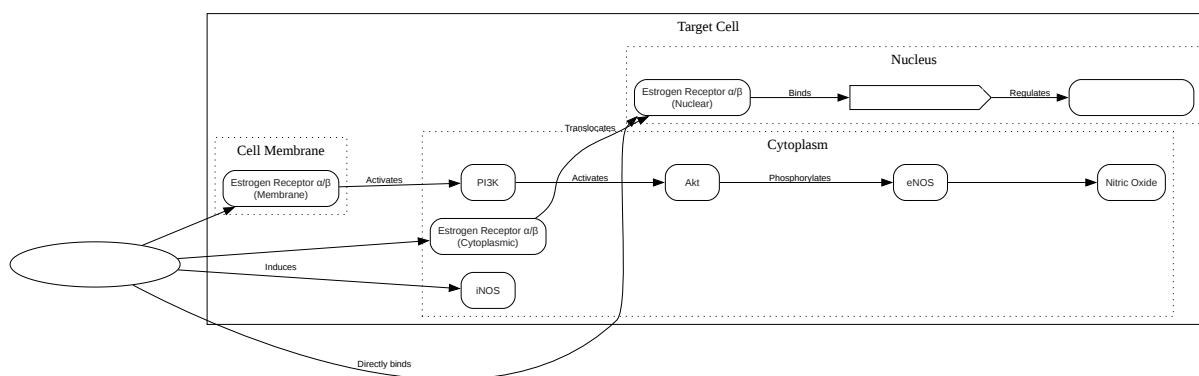 Target Cell
Nucleus
Estrogen Receptor α/β
(Nuclear)
Binds
Regulates
Translocates
Cytoplasm
Cell Membrane
Estrogen Receptor α/β
(Membrane)
Activates
PI3K
Activates
Akt
Phosphorylates
eNOS
Nitric Oxide
Estrogen Receptor α/β
(Cytoplasmic)
Induces
iNOS
Directly binds